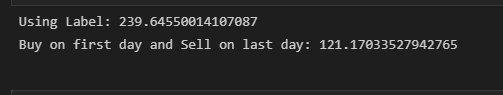 Using Label: 239.64550014107087
Buy on first day and Sell on last day: 121.17033527942765